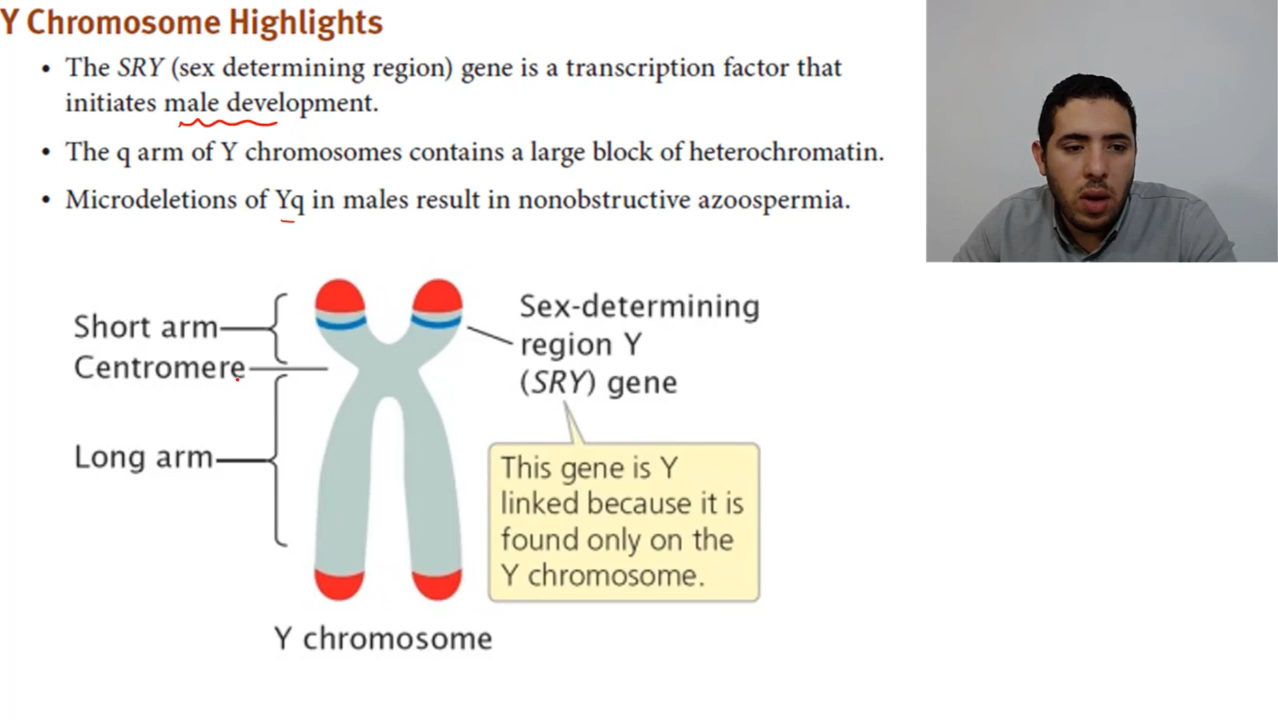 Y Chromosome Highlights
• The SRY (sex determining region) gene is a transcription factor that
initiates male development.
• The q arm of Y chromosomes contains a large block of heterochromatin.
• Microdeletions of Yq in males result in nonobstructive azoospermia.
Short arm
Centromere
Long arm
Sex-determining
region Y
(SRY) gene
This gene is Y
linked because it is
found only on the
Y chromosome.
Y chromosome